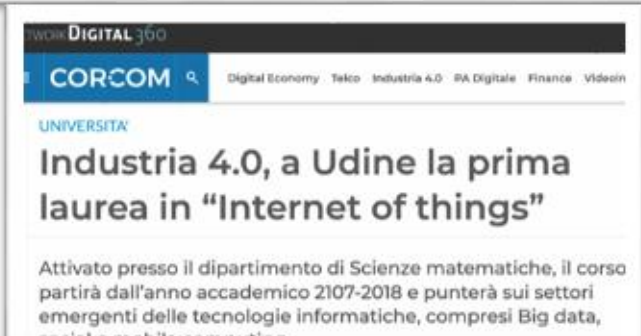 DIGITAL 360
CORCOM
Digital Economy Telco Industria 4.0 PA Digitale Finance
UNIVERSITA'
Industria 4.0, a Udine la prima
laurea in “Internet of things”
Attivato presso il dipartimento di Scienze matematiche, il corso
partirà dall'anno accademico 2107-2018 e punterà sui settori
emergenti delle tecnologie informatiche, compresi Big data,